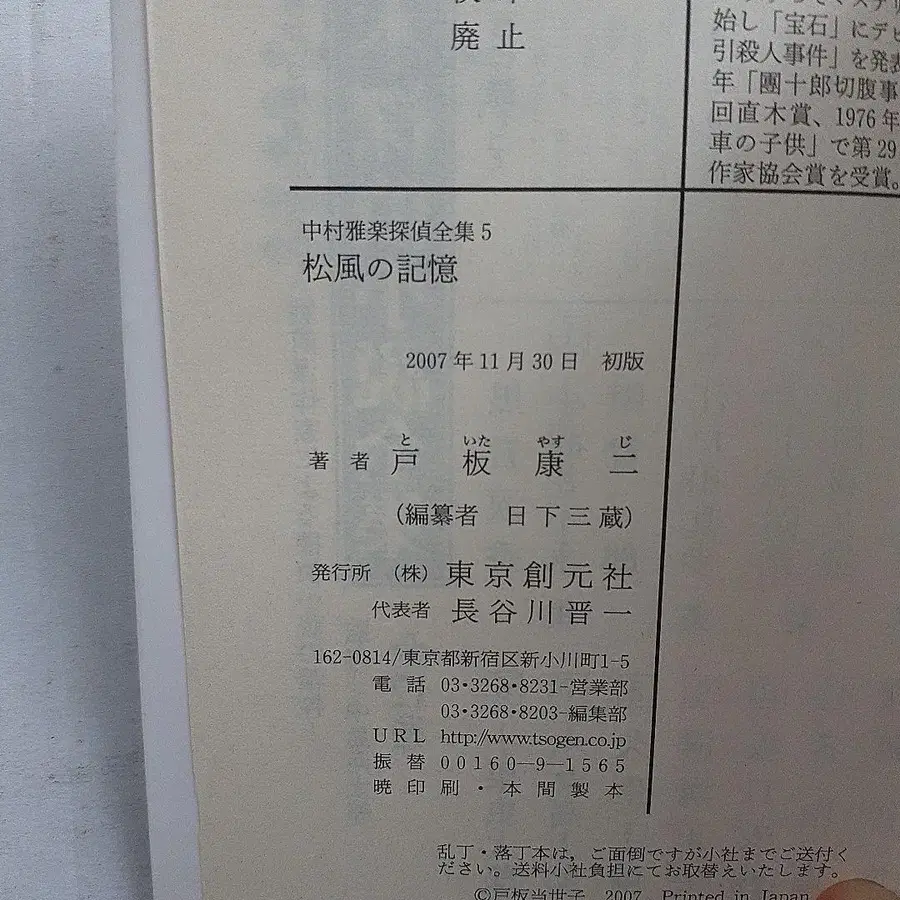 廃止
始し「宝石」にデビ
引殺人事件」を発表
年「團十郎切腹事
回直木賞、1976年
車の子供」で第29
作家協会賞を受賞。
中村雅楽探偵全集5
松風の記憶
2007年11月30日 初版
と いた やす じ
著者 戸板康二
(編纂者 日下三蔵)
発行所 (株) 東京創元社
代表者 長谷川晋一
162-0814/東京都新宿区新小川町1-5
電話 03・3268・8231-営業部
03・3268・8203-編集部
URL http://www.tsogen.co.jp
振替 00160―9―1565
暁印刷・本間製本
乱丁・落丁本は，ご面倒ですが小社までご送付く
ださい。送料小社負担にてお取替えいたします。
©戸板当世子 2007 Printed in Japan